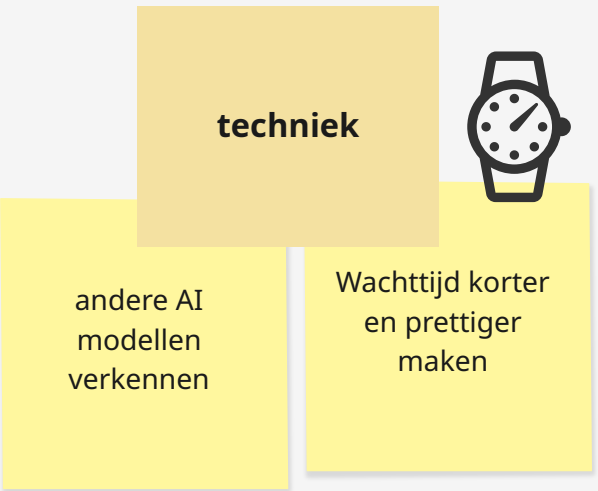 techniek
andere AI
modellen
verkennen
Wachttijd korter
en prettiger
maken